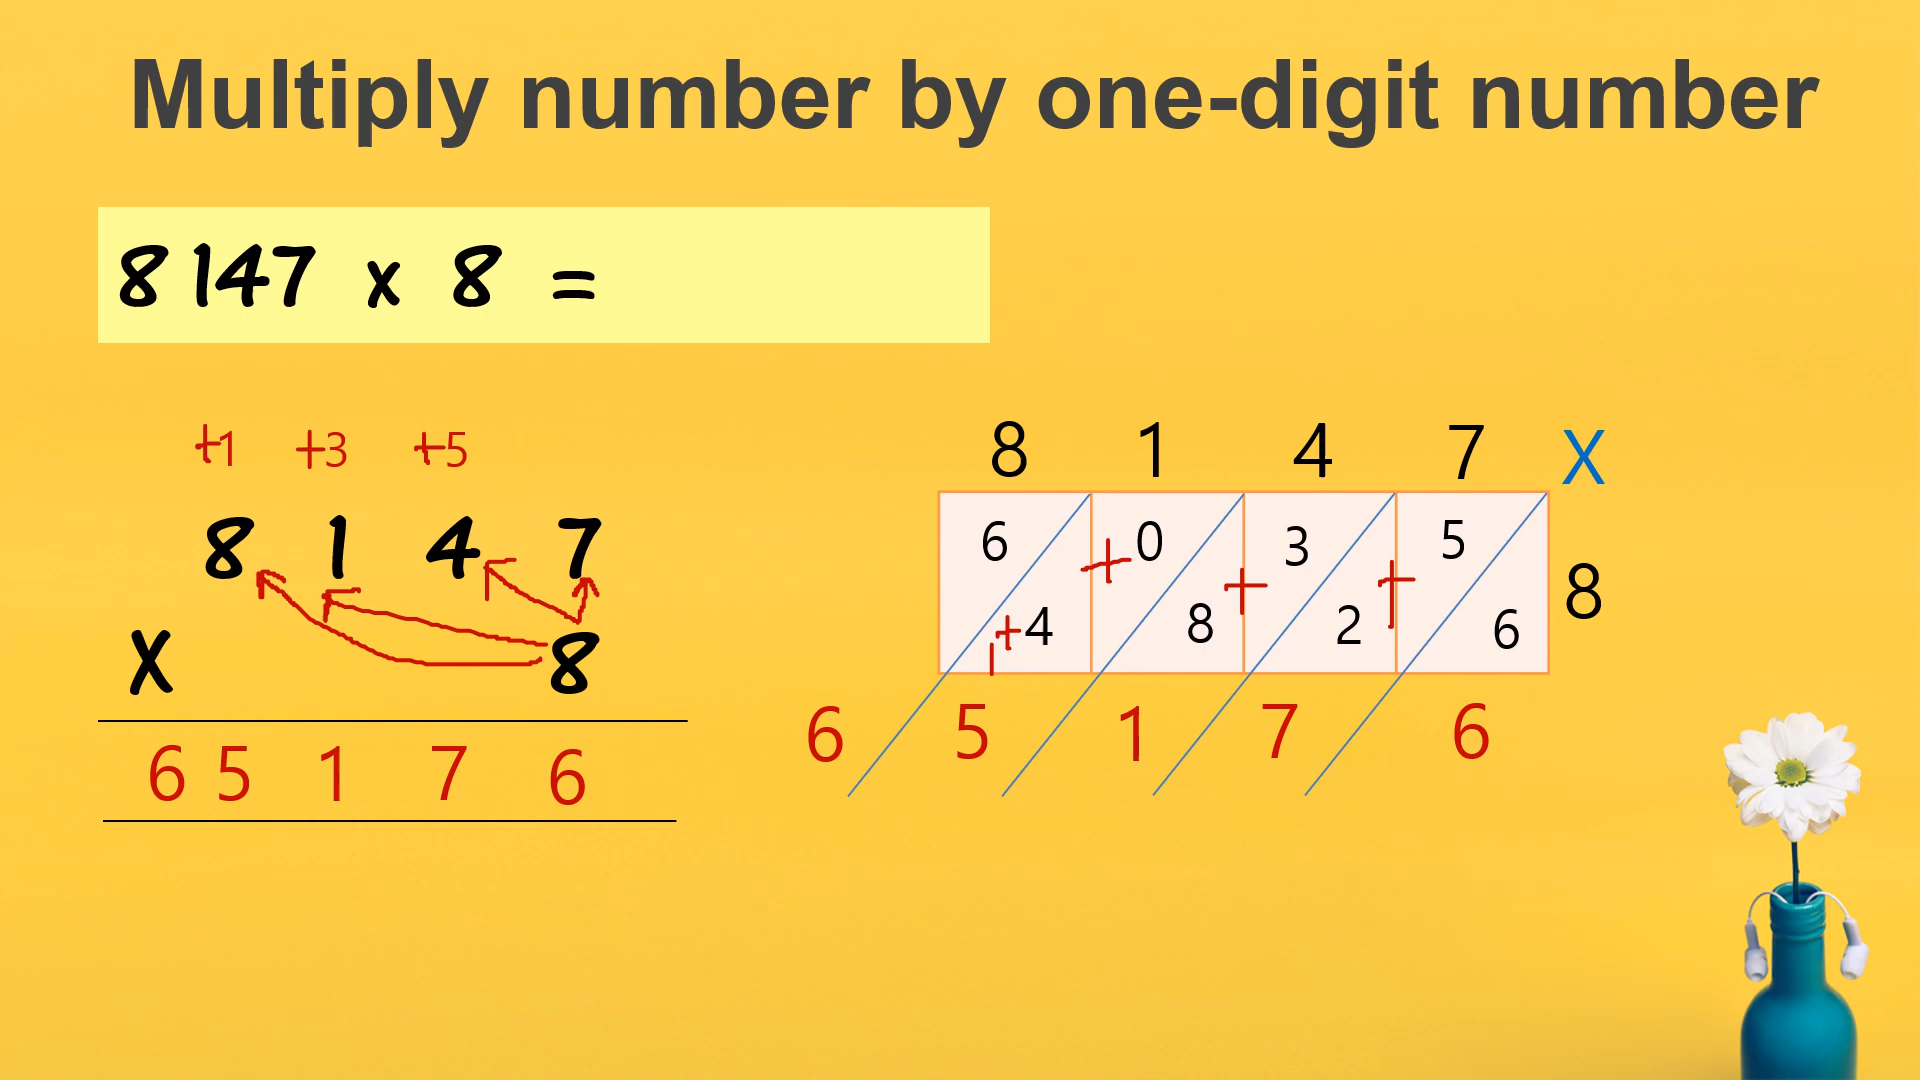 Multiply number by one-digit number
8147 x 8 =
+1 +3 +5
8 1 4 7
X 8
6 5 1 7 6
8 1 4 7 X
6 0 3 5
+ + +
8
+4 8 2 6
1
6 5 1 7 6